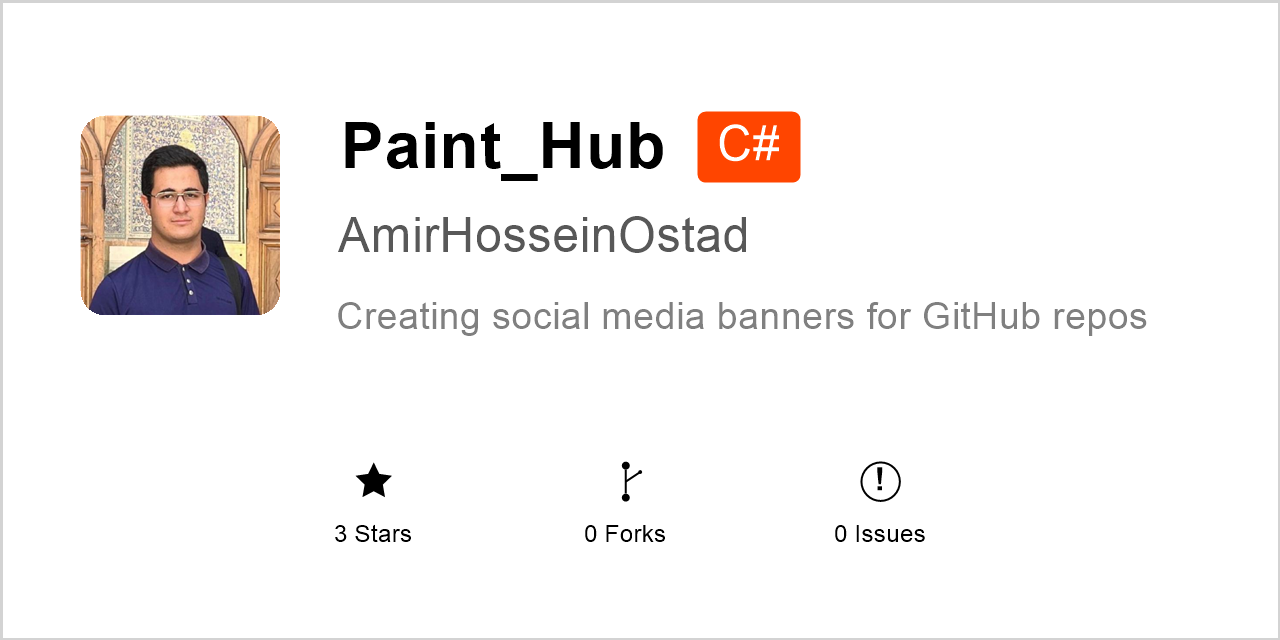 Paint_Hub C#
AmirHosseinOstad
Creating social media banners for GitHub repos
3 Stars 0 Forks 0 Issues